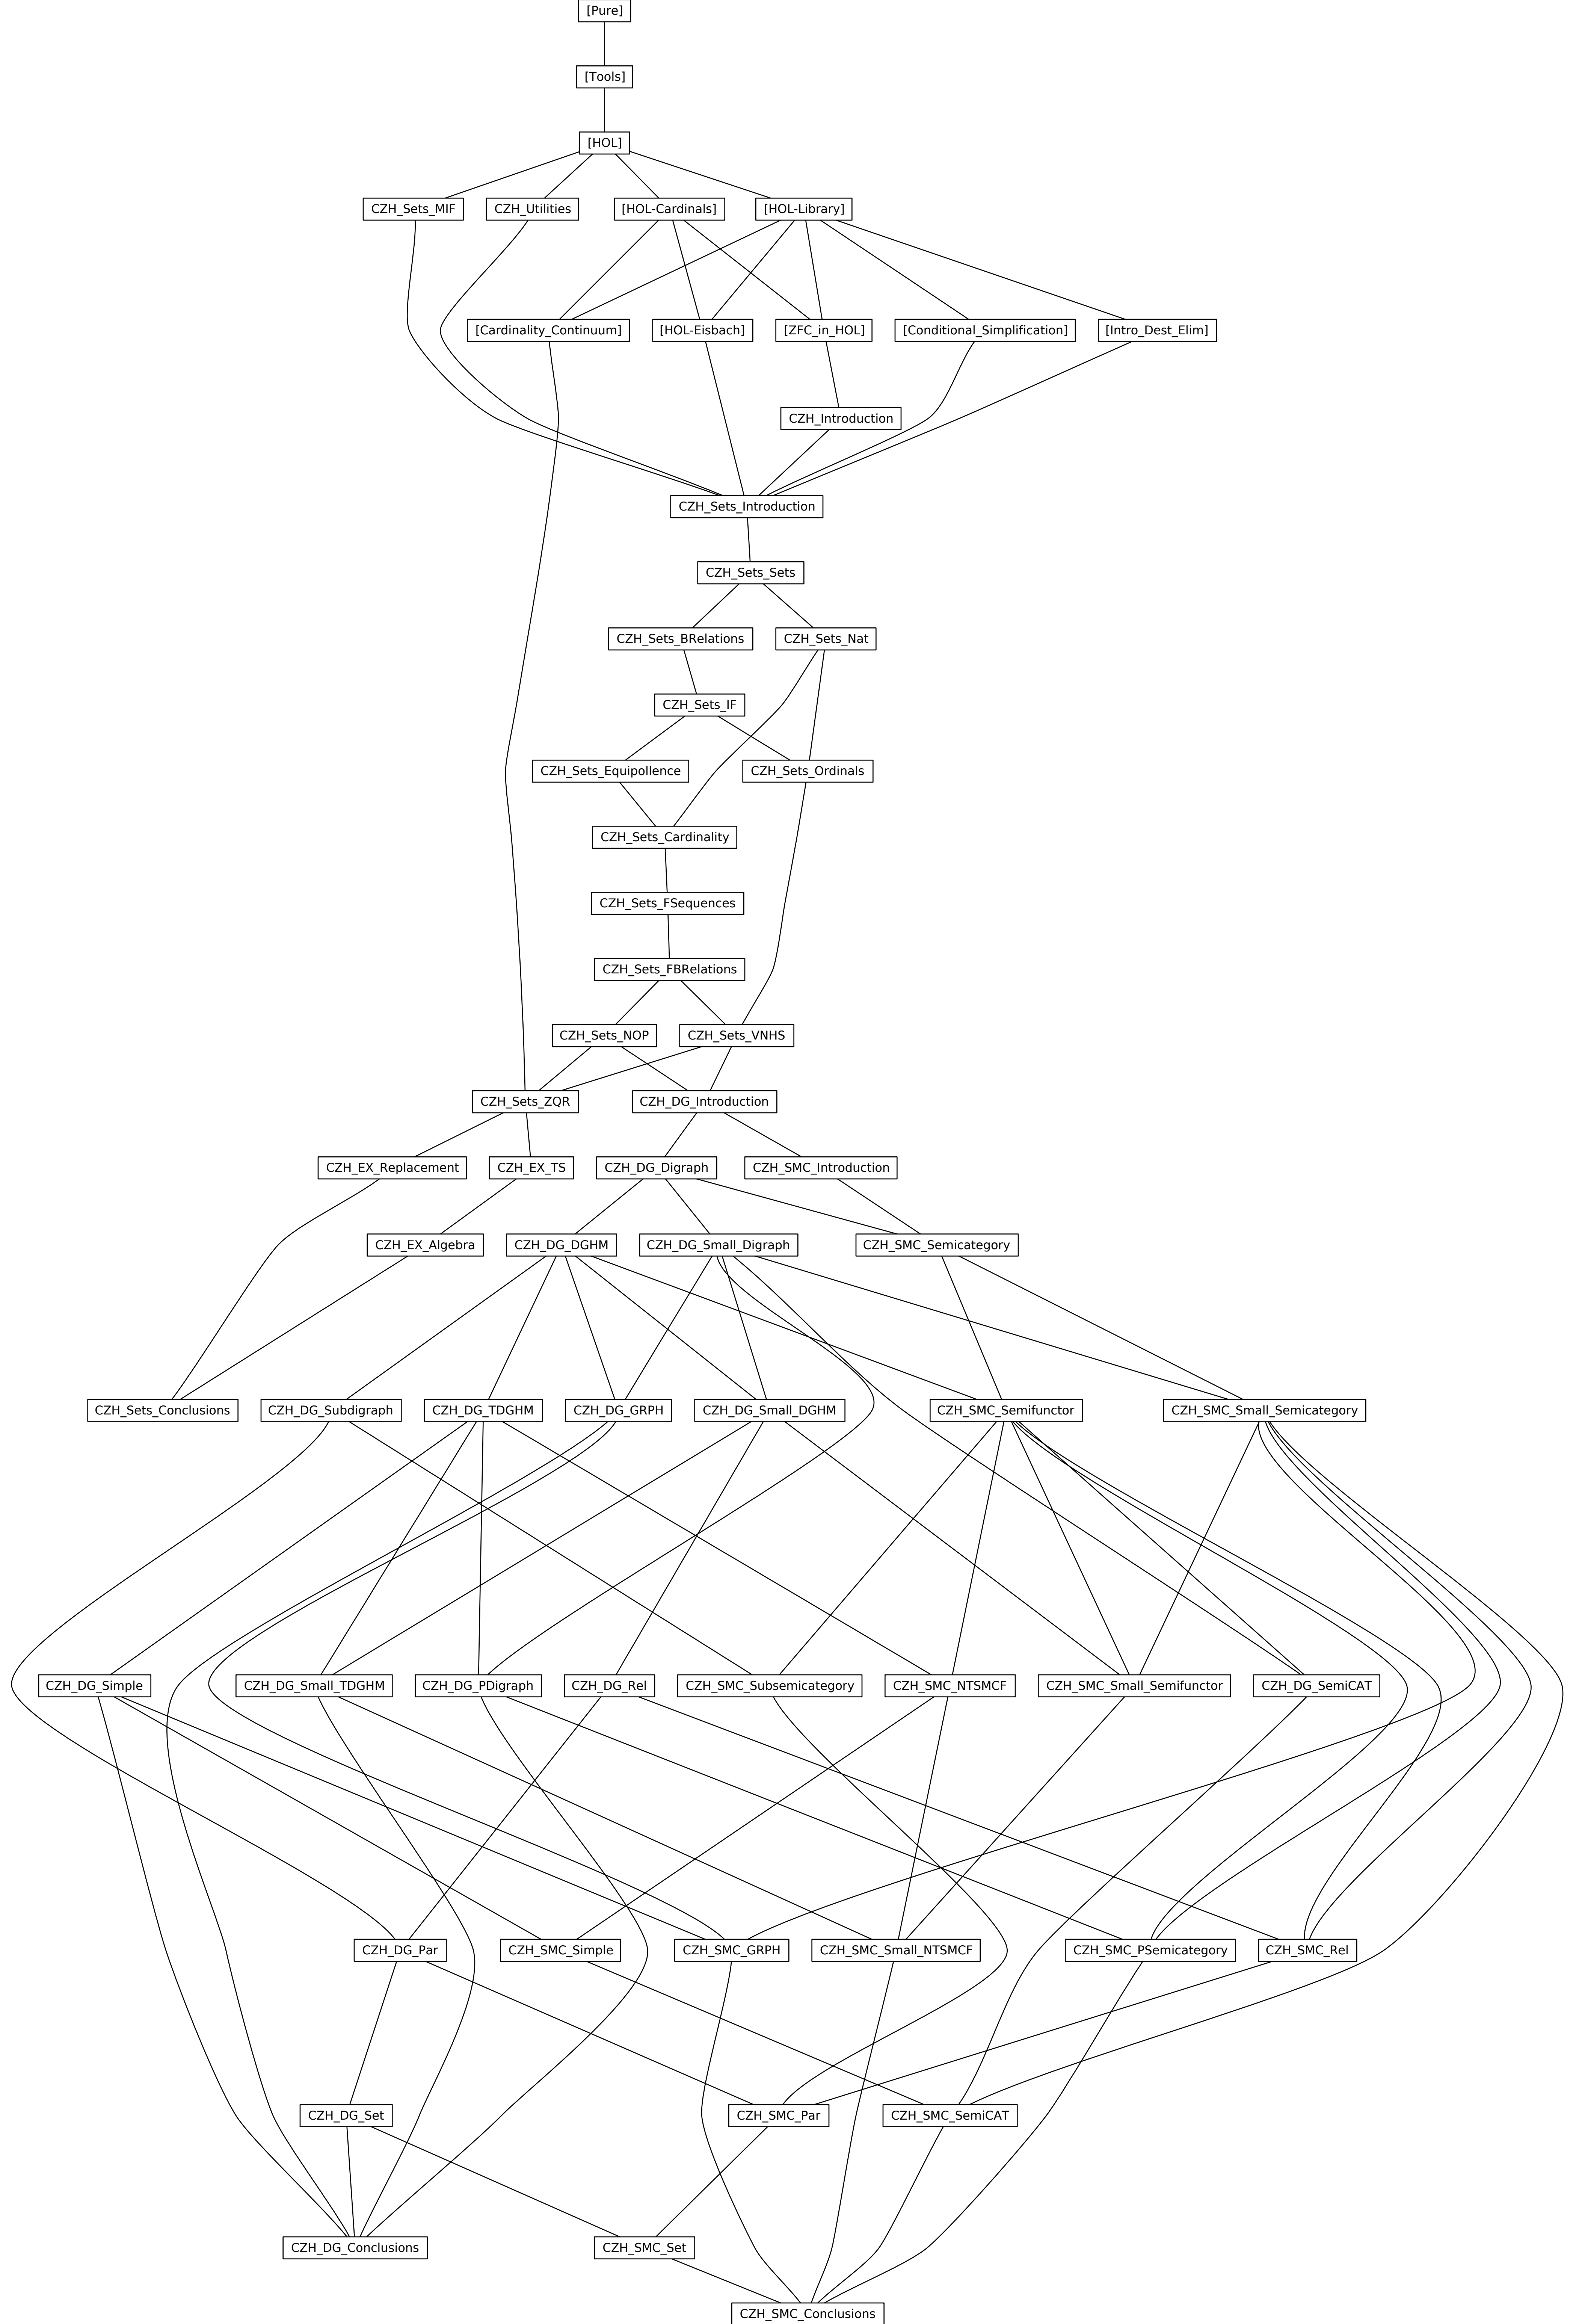 [Pure]
[Tools]
[HOL]
CZH_Sets_MIF
CZH_Utilities
[HOL-Cardinals]
[HOL-Library]
[Cardinality_Continuum]
[HOL-Eisbach]
[ZFC_in_HOL]
[Conditional_Simplification]
[Intro_Dest_Elim]
CZH_Introduction
CZH_Sets_Introduction
CZH_Sets_Sets
CZH_Sets_BRelations
CZH_Sets_Nat
CZH_Sets_IF
CZH_Sets_Equipollence
CZH_Sets_Ordinals
CZH_Sets_Cardinality
CZH_Sets_FSequences
CZH_Sets_FBRelations
CZH_Sets_NOP
CZH_Sets_VNHS
CZH_Sets_ZQR
CZH_DG_Introduction
CZH_EX_Replacement
CZH_EX_TS
CZH_DG_Digraph
CZH_SMC_Introduction
CZH_EX_Algebra
CZH_DG_DGHM
CZH_DG_Small_Digraph
CZH_SMC_Semicategory
CZH_Sets_Conclusions
CZH_DG_Subdigraph
CZH_DG_TDGHM
CZH_DG_GRPH
CZH_DG_Small_DGHM
CZH_SMC_Semifunctor
CZH_SMC_Small_Semicategory
CZH_DG_Simple
CZH_DG_Small_TDGHM
CZH_DG_PDigraph
CZH_DG_Rel
CZH_SMC_Subsemicategory
CZH_SMC_NTSMCF
CZH_SMC_Small_Semifunctor
CZH_DG_SemiCAT
CZH_DG_Par
CZH_SMC_Simple
CZH_SMC_GRPH
CZH_SMC_Small_NTSMCF
CZH_SMC_PSemicategory
CZH_SMC_Rel
CZH_DG_Set
CZH_SMC_Par
CZH_SMC_SemiCAT
CZH_DG_Conclusions
CZH_SMC_Set
CZH_SMC_Conclusions